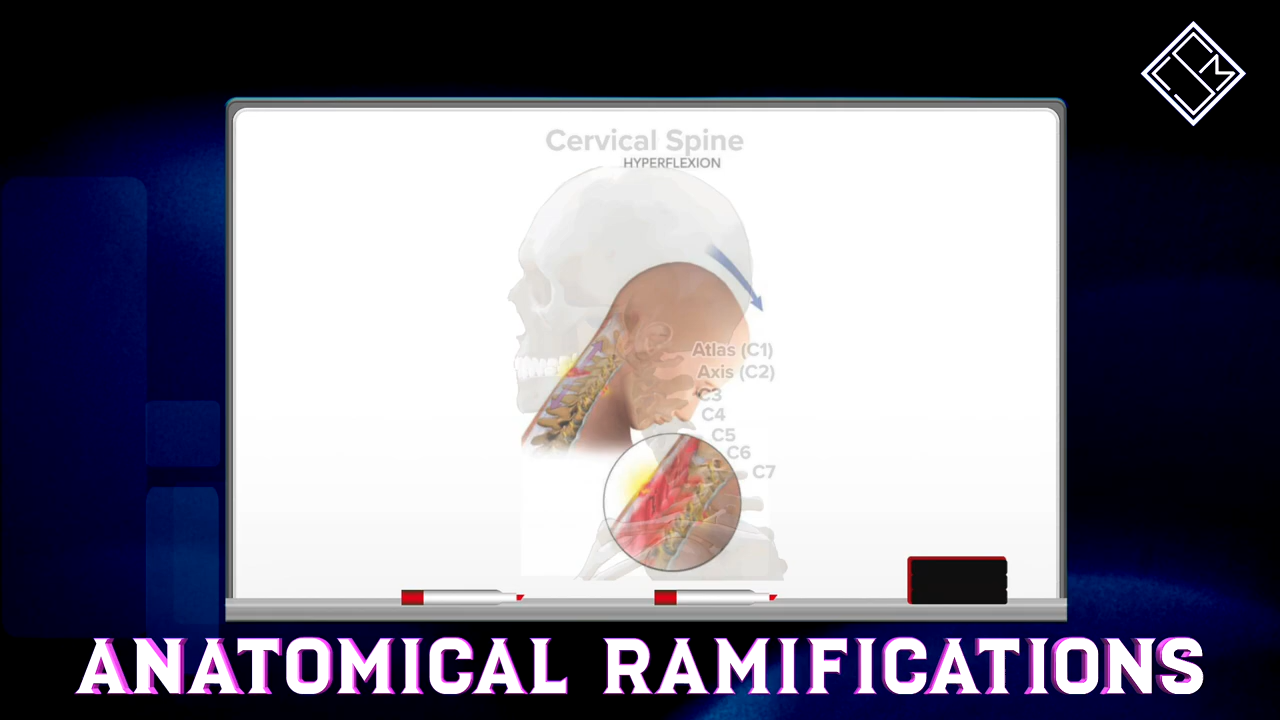 Cervical Spine
HYPERFLEXION
Atlas (C1)
Axis (C2)
C3
C4
C5
C6
C7
ANATOMICAL RAMIFICATIONS